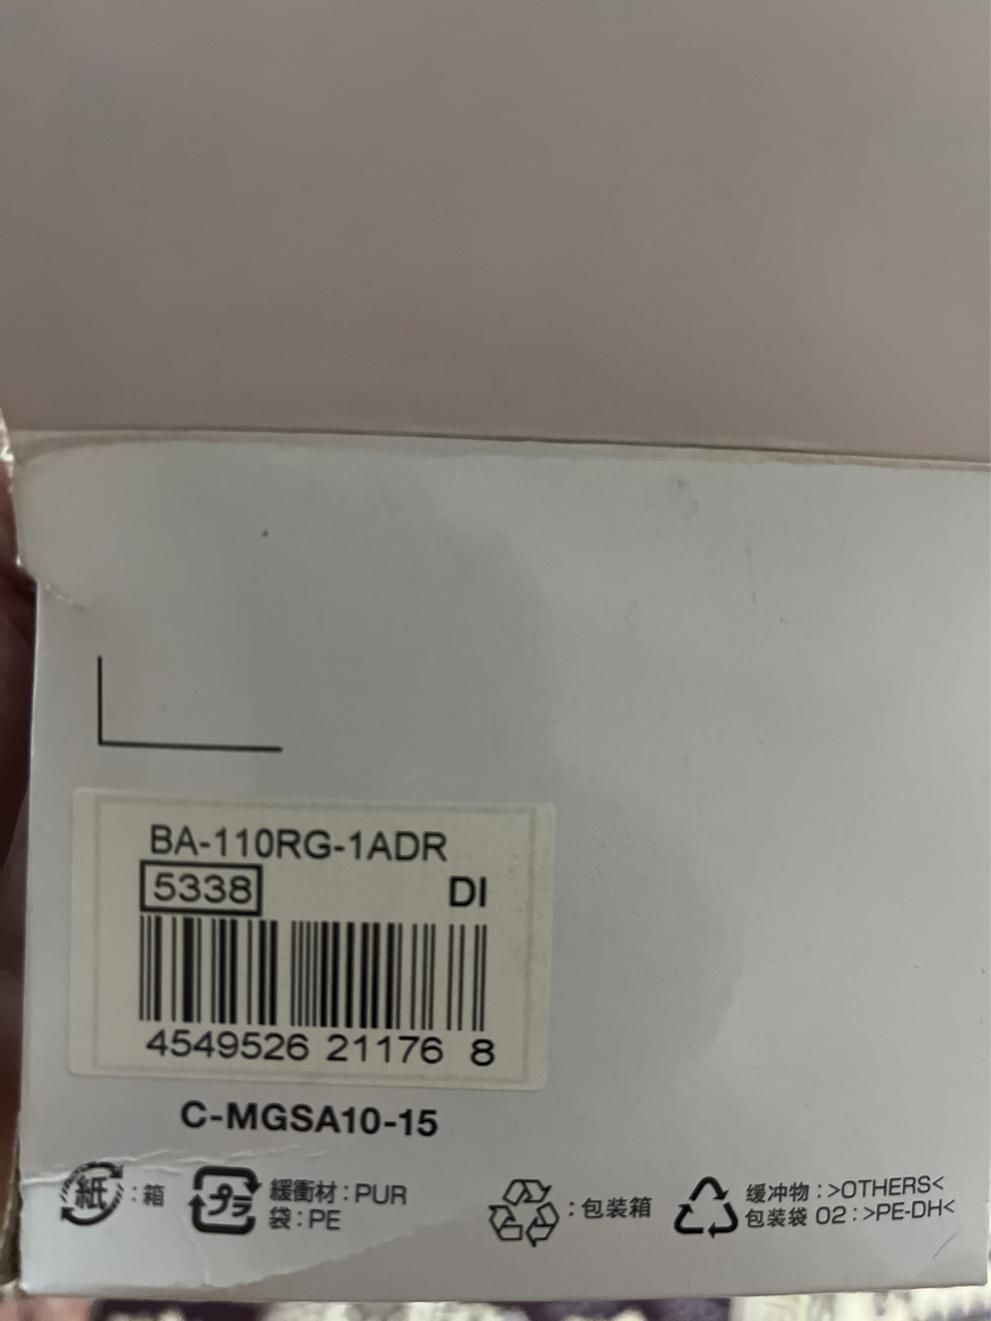 BA-110RG-1ADR
5338 DI
4549526 21176 8
C-MGSA10-15
紙:箱
プラ 緩衝材:PUR
袋:PE
:包装箱
缓冲物:>OTHERS<
包装袋 02:>PE-DH<